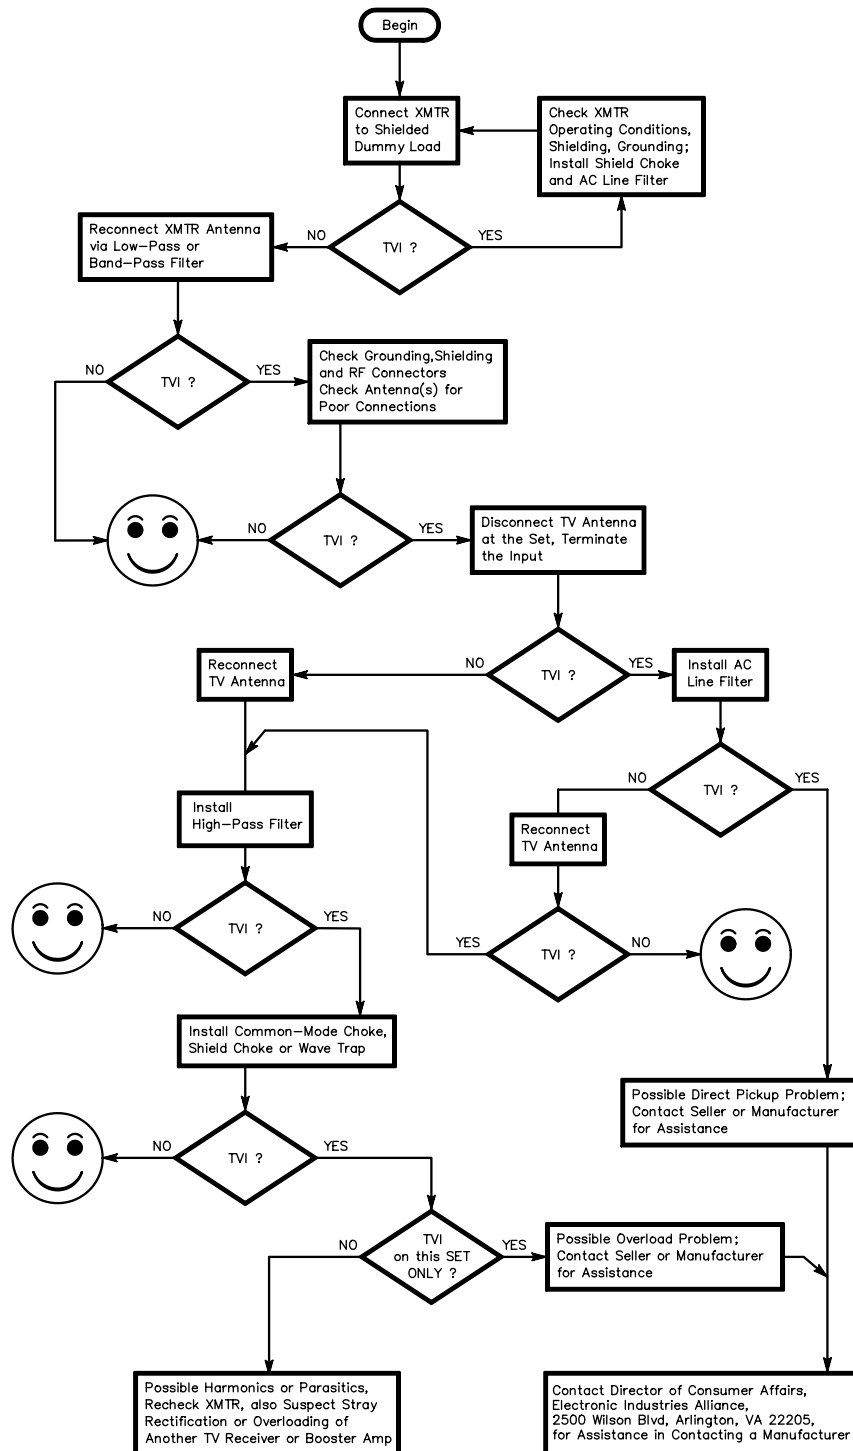 Begin
Connect XMTR
to Shielded
Dummy Load
Check XMTR
Operating Conditions,
Shielding, Grounding;
Install Shield Choke
and AC Line Filter
Reconnect XMTR Antenna
via Low-Pass or
Band-Pass Filter
NO
TVI ?
YES
NO
TVI ?
YES
Check Grounding,Shielding
and RF Connectors
Check Antenna(s) for
Poor Connections
NO
TVI ?
YES
Disconnect TV Antenna
at the Set, Terminate
the Input
Reconnect
TV Antenna
NO
TVI ?
YES
Install AC
Line Filter
NO
TVI ?
YES
Install
High-Pass Filter
Reconnect
TV Antenna
NO
TVI ?
YES
YES
TVI ?
NO
Install Common-Mode Choke,
Shield Choke or Wave Trap
Possible Direct Pickup Problem;
Contact Seller or Manufacturer
for Assistance
NO
TVI ?
YES
NO
TVI
on this SET
ONLY ?
YES
Possible Overload Problem;
Contact Seller or Manufacturer
for Assistance
Possible Harmonics or Parasitics,
Recheck XMTR, also Suspect Stray
Rectification or Overloading of
Another TV Receiver or Booster Amp
Contact Director of Consumer Affairs,
Electronic Industries Alliance,
2500 Wilson Blvd, Arlington, VA 22205,
for Assistance in Contacting a Manufacturer